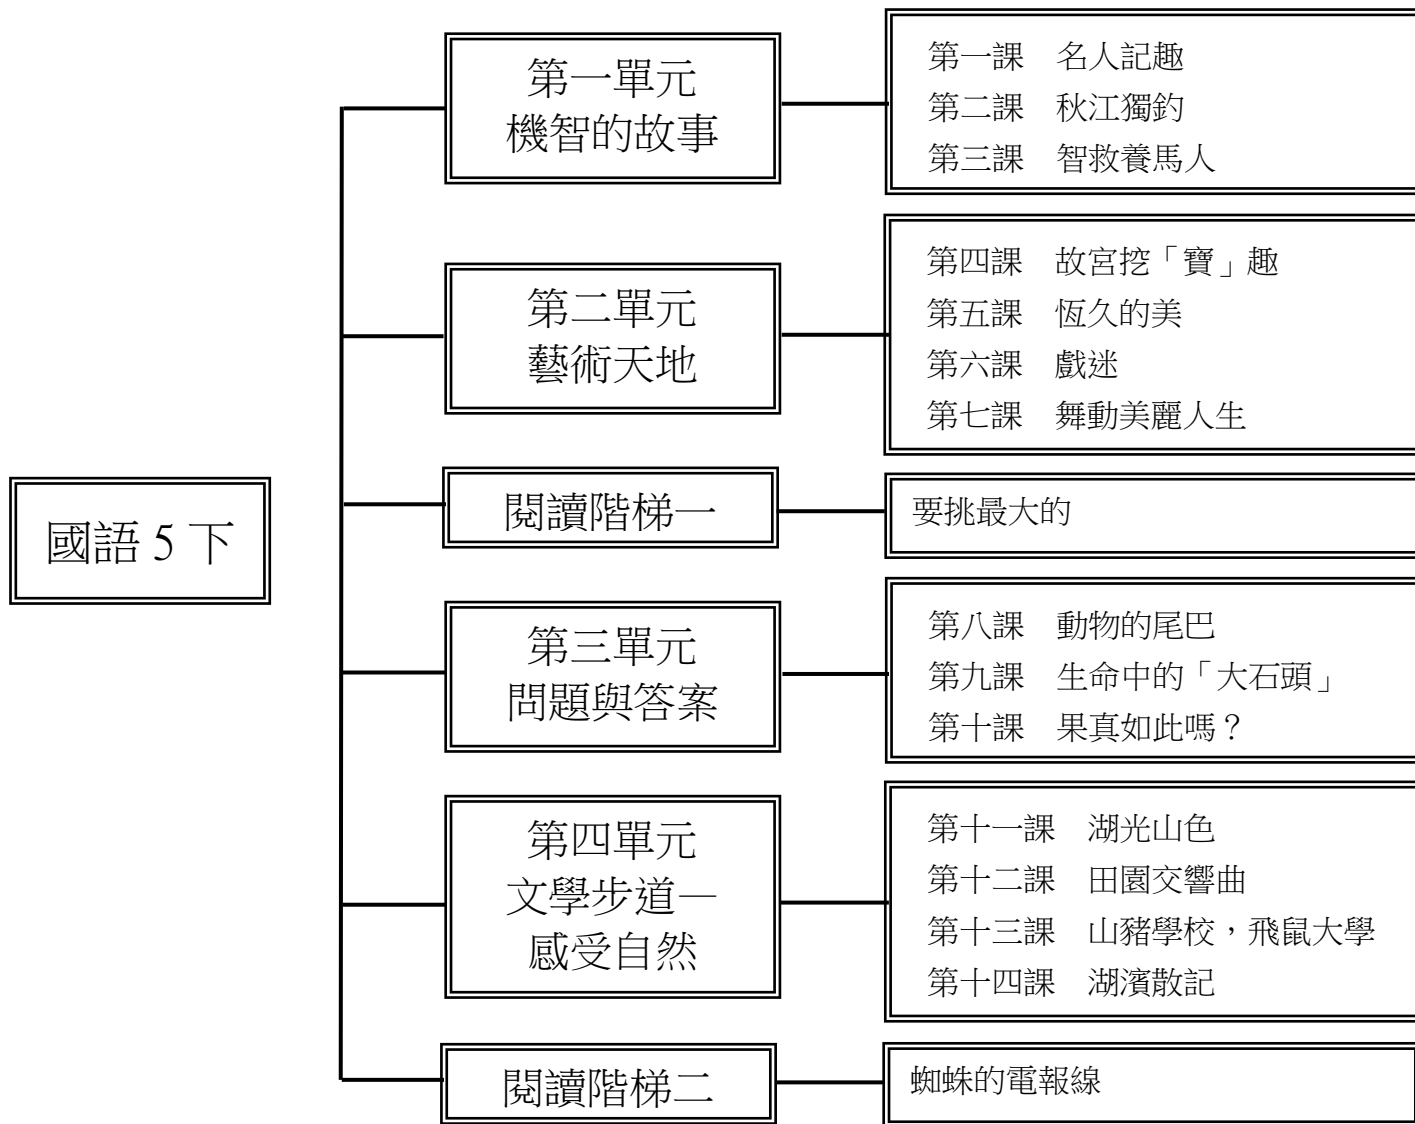 國語 5 下
第一單元
機智的故事
第一課　名人記趣
第二課　秋江獨釣
第三課　智救養馬人
第二單元
藝術天地
第四課　故宮挖「寶」趣
第五課　恆久的美
第六課　戲迷
第七課　舞動美麗人生
閱讀階梯一
要挑最大的
第三單元
問題與答案
第八課　動物的尾巴
第九課　生命中的「大石頭」
第十課　果真如此嗎？
第四單元
文學步道—
感受自然
第十一課　湖光山色
第十二課　田園交響曲
第十三課　山豬學校，飛鼠大學
第十四課　湖濱散記
閱讀階梯二
蜘蛛的電報線